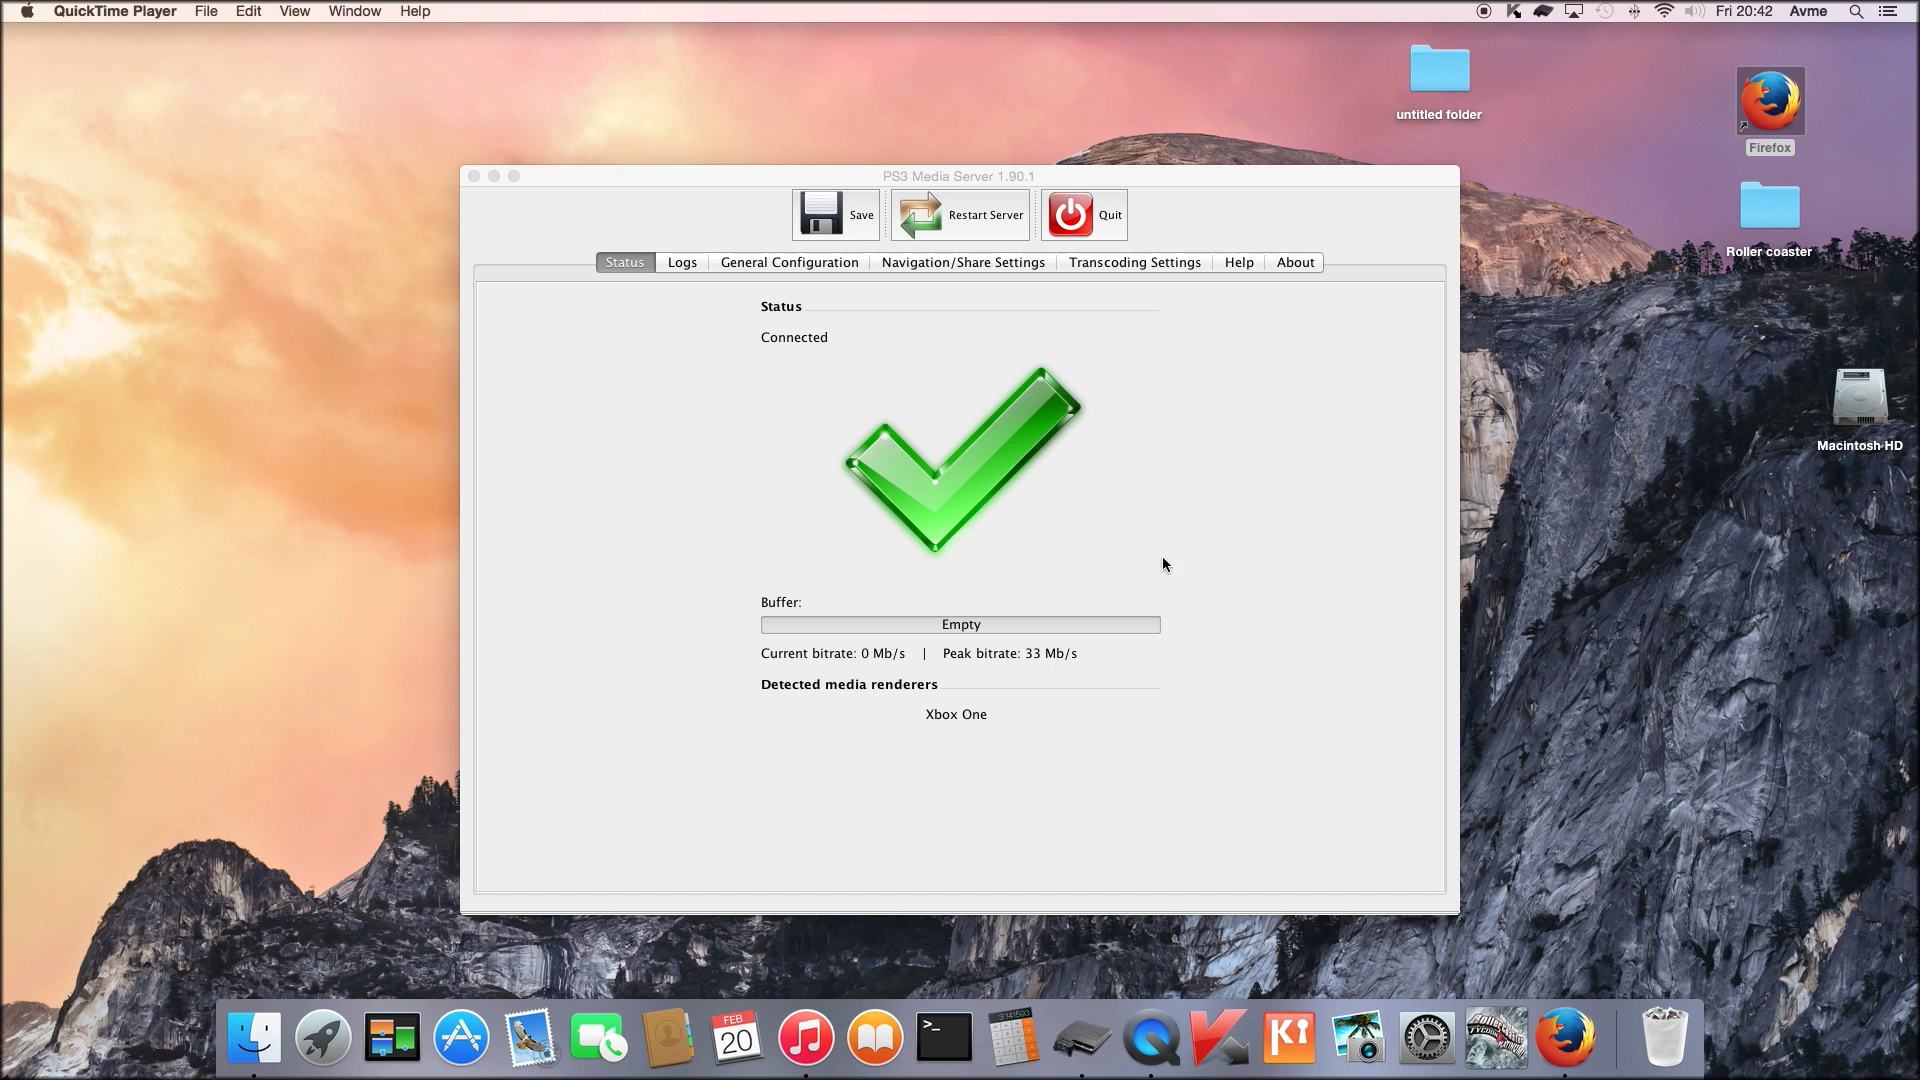 QuickTime Player File Edit View Window Help Fri 20:42 Avme
untitled folder
Firefox
Roller coaster
Macintosh HD
PS3 Media Server 1.90.1
Save Restart Server Quit
Status Logs General Configuration Navigation/Share Settings Transcoding Settings Help About
Status
Connected
Buffer:
Empty
Current bitrate: 0 Mb/s | Peak bitrate: 33 Mb/s
Detected media renderers
Xbox One
FEB
20
>_
3.141593